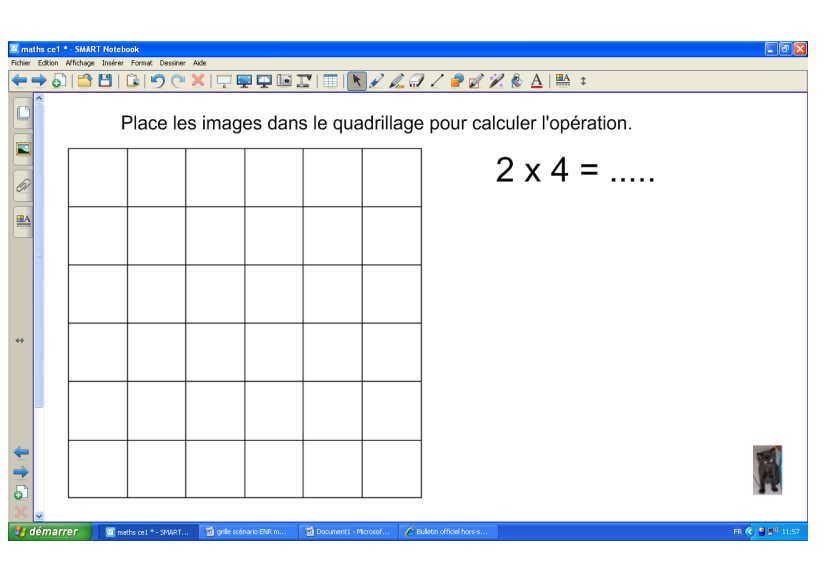 maths ce1 * - SMART Notebook
Fichier Edition Affichage Insérer Format Dessiner Aide
Place les images dans le quadrillage pour calculer l'opération.
2 x 4 = .....
démarrer
maths ce1 * - SMART...
grille scénario ENR m...
Document1 - Microsof...
Bulletin officiel hors-s...
FR
11:57